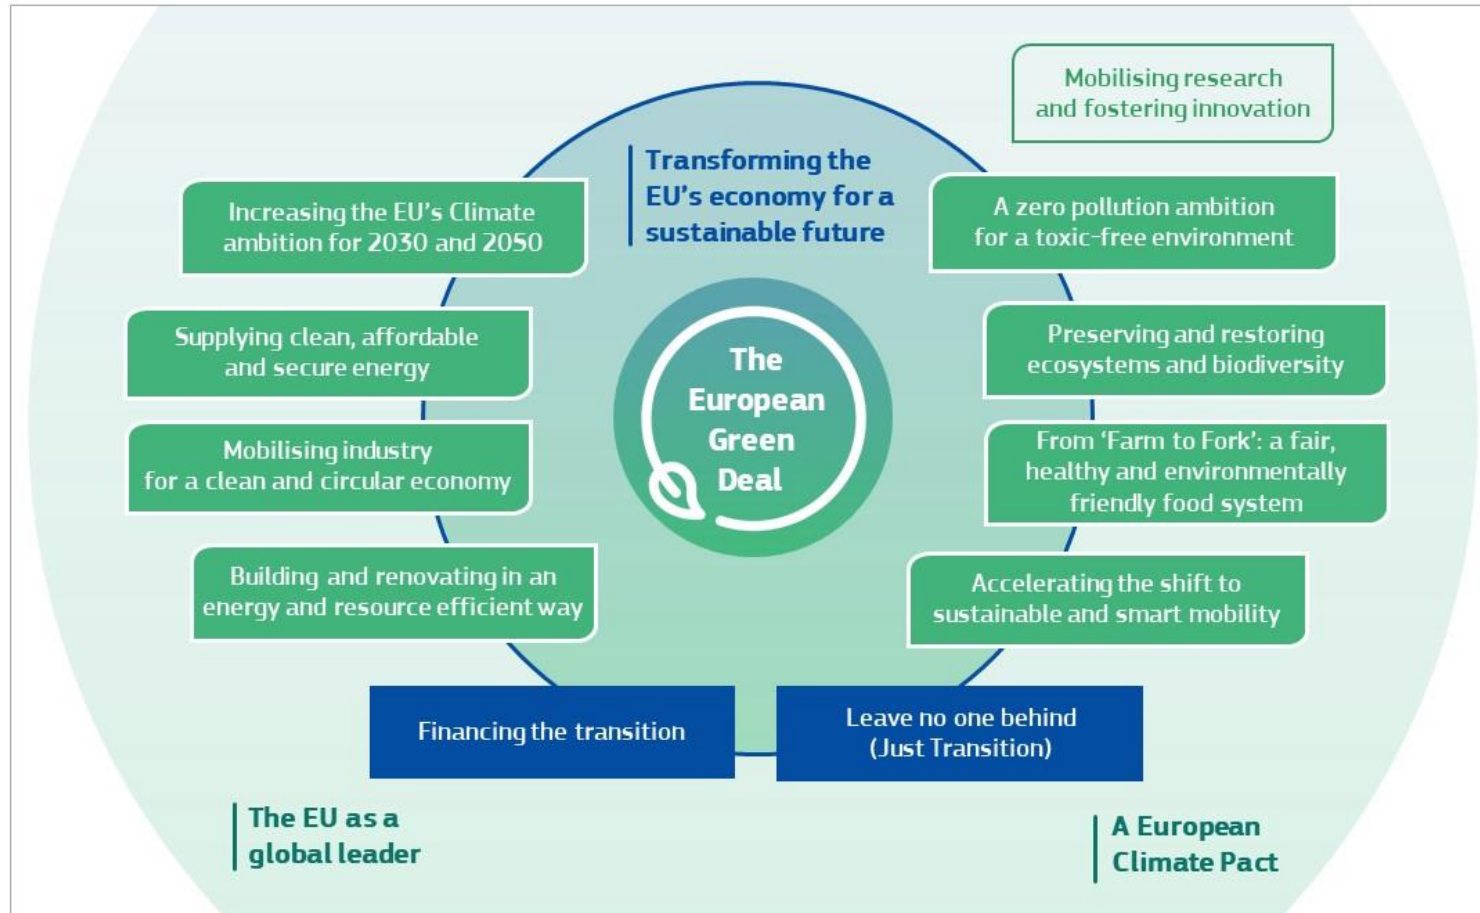 Mobilising research
and fostering innovation
Transforming the
EU's economy for a
sustainable future
Increasing the EU's Climate
ambition for 2030 and 2050
A zero pollution ambition
for a toxic-free environment
Supplying clean, affordable
and secure energy
Preserving and restoring
ecosystems and biodiversity
The
European
Green
Deal
Mobilising industry
for a clean and circular economy
From ‘Farm to Fork’: a fair,
healthy and environmentally
friendly food system
Building and renovating in an
energy and resource efficient way
Accelerating the shift to
sustainable and smart mobility
Financing the transition
Leave no one behind
(Just Transition)
The EU as a
global leader
A European
Climate Pact